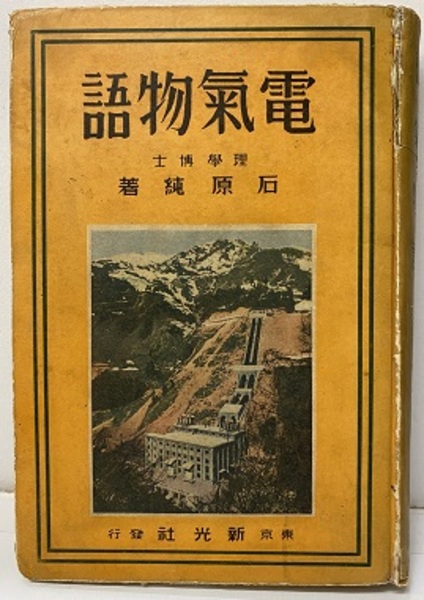 電氣物語
理學博士
石原純著
東京 新光社 發行